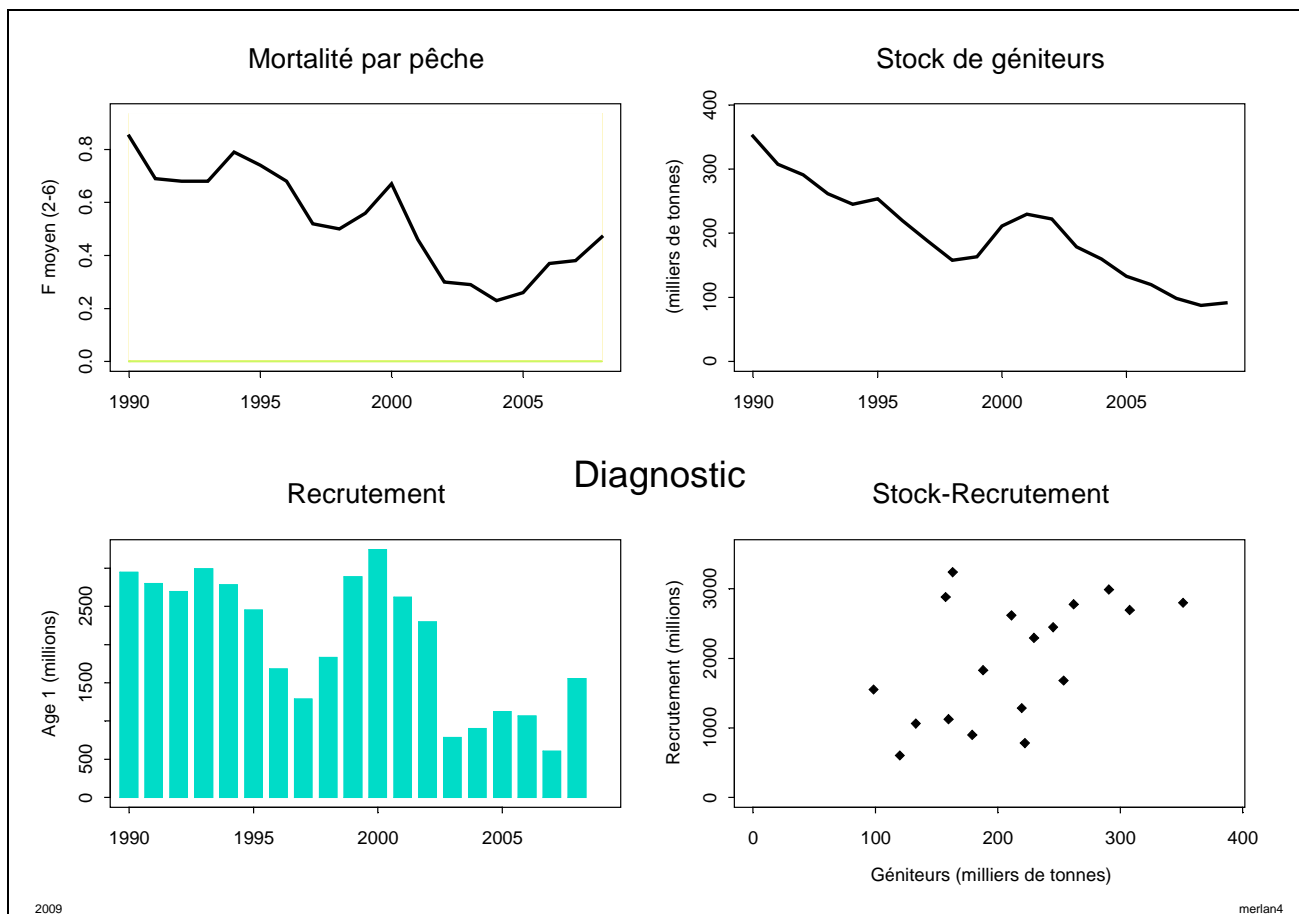 Mortalité par pêche
F moyen (2-6)
0.0 0.2 0.4 0.6 0.8
1990 1995 2000 2005
Stock de géniteurs
(milliers de tonnes)
0 100 200 300 400
1990 1995 2000 2005
Diagnostic
Recrutement
Age 1 (millions)
0 500 1500 2500
1990 1995 2000 2005
Stock-Recrutement
Recrutement (millions)
0 1000 2000 3000
0 100 200 300 400
Géniteurs (milliers de tonnes)
2009
merlan4